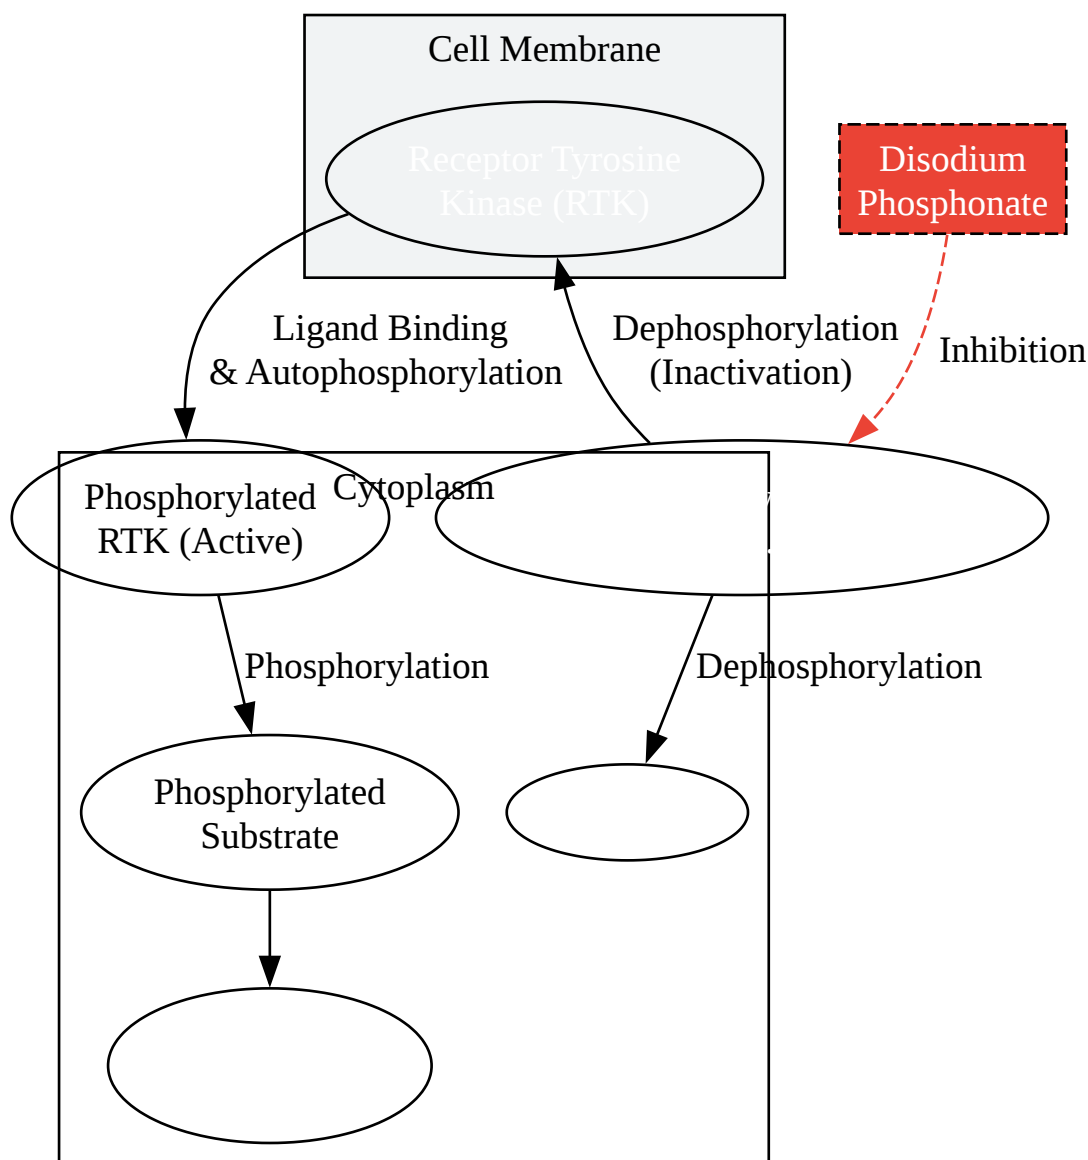 Cell Membrane
Receptor Tyrosine
Kinase (RTK)
Disodium
Phosphonate
Ligand Binding
& Autophosphorylation
Dephosphorylation
(Inactivation)
Inhibition
Cytoplasm
Phosphorylated
RTK (Active)
Phosphorylation
Dephosphorylation
Phosphorylated
Substrate